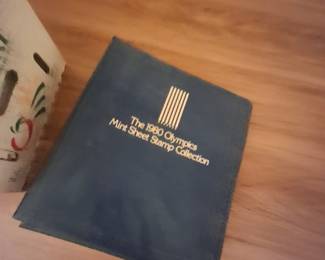 The 1980 Olympics
Mint Sheet Stamp Collection